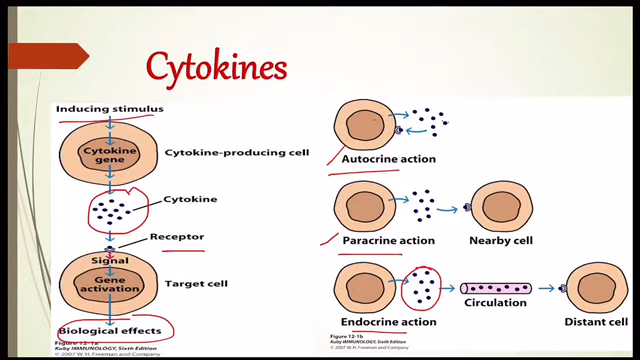 Cytokines
Inducing stimulus
Cytokine
gene
Cytokine-producing cell
Cytokine
Receptor
Signal
Gene
activation
Target cell
Biological effects
Figure 12-1a
Kuby IMMUNOLOGY, Sixth Edition
© 2007 W. H. Freeman and Company
Autocrine action
Paracrine action
Nearby cell
Endocrine action
Circulation
Distant cell
Figure 12-1b
Kuby IMMUNOLOGY, Sixth Edition
© 2007 W. H. Freeman and Company